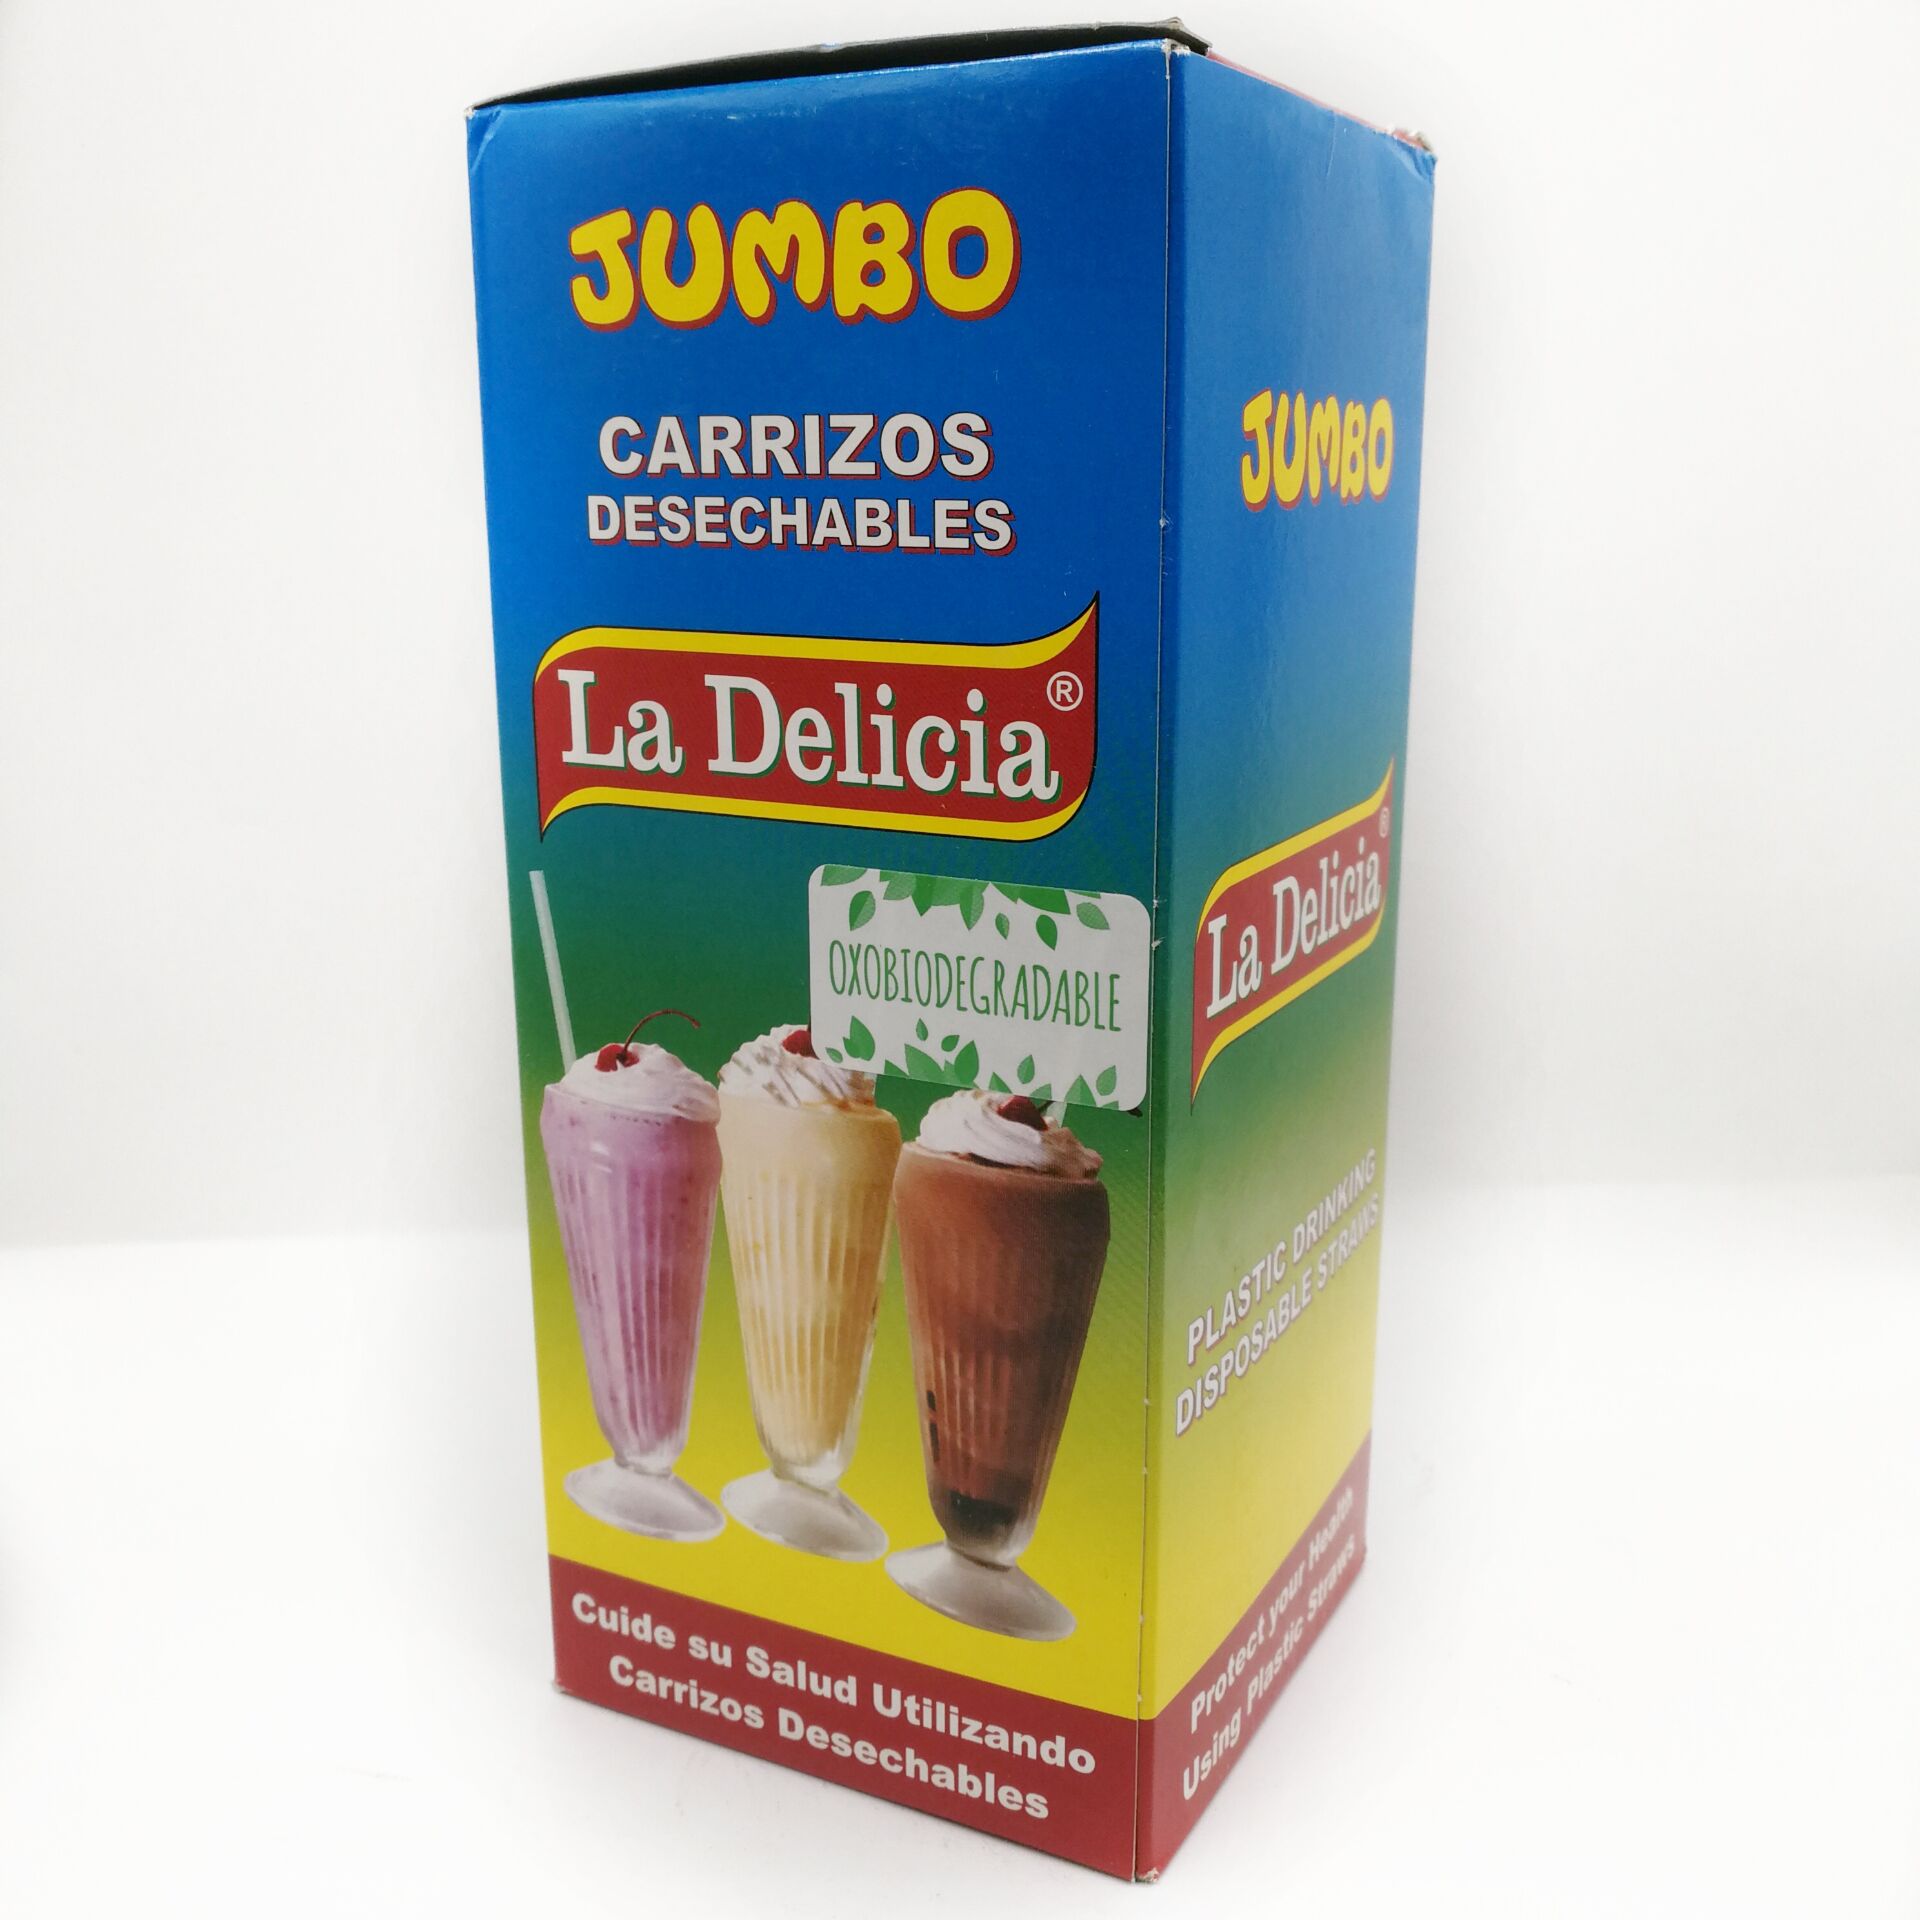 JUMBO
CARRIZOS
DESECHABLES
La Delicia®
OXOBIODEGRADABLE
Cuide su Salud Utilizando
Carrizos Desechables
JUMBO
La Delicia®
PLASTIC DRINKING
DISPOSABLE STRAWS
Protect your Health
Using Plastic Straws